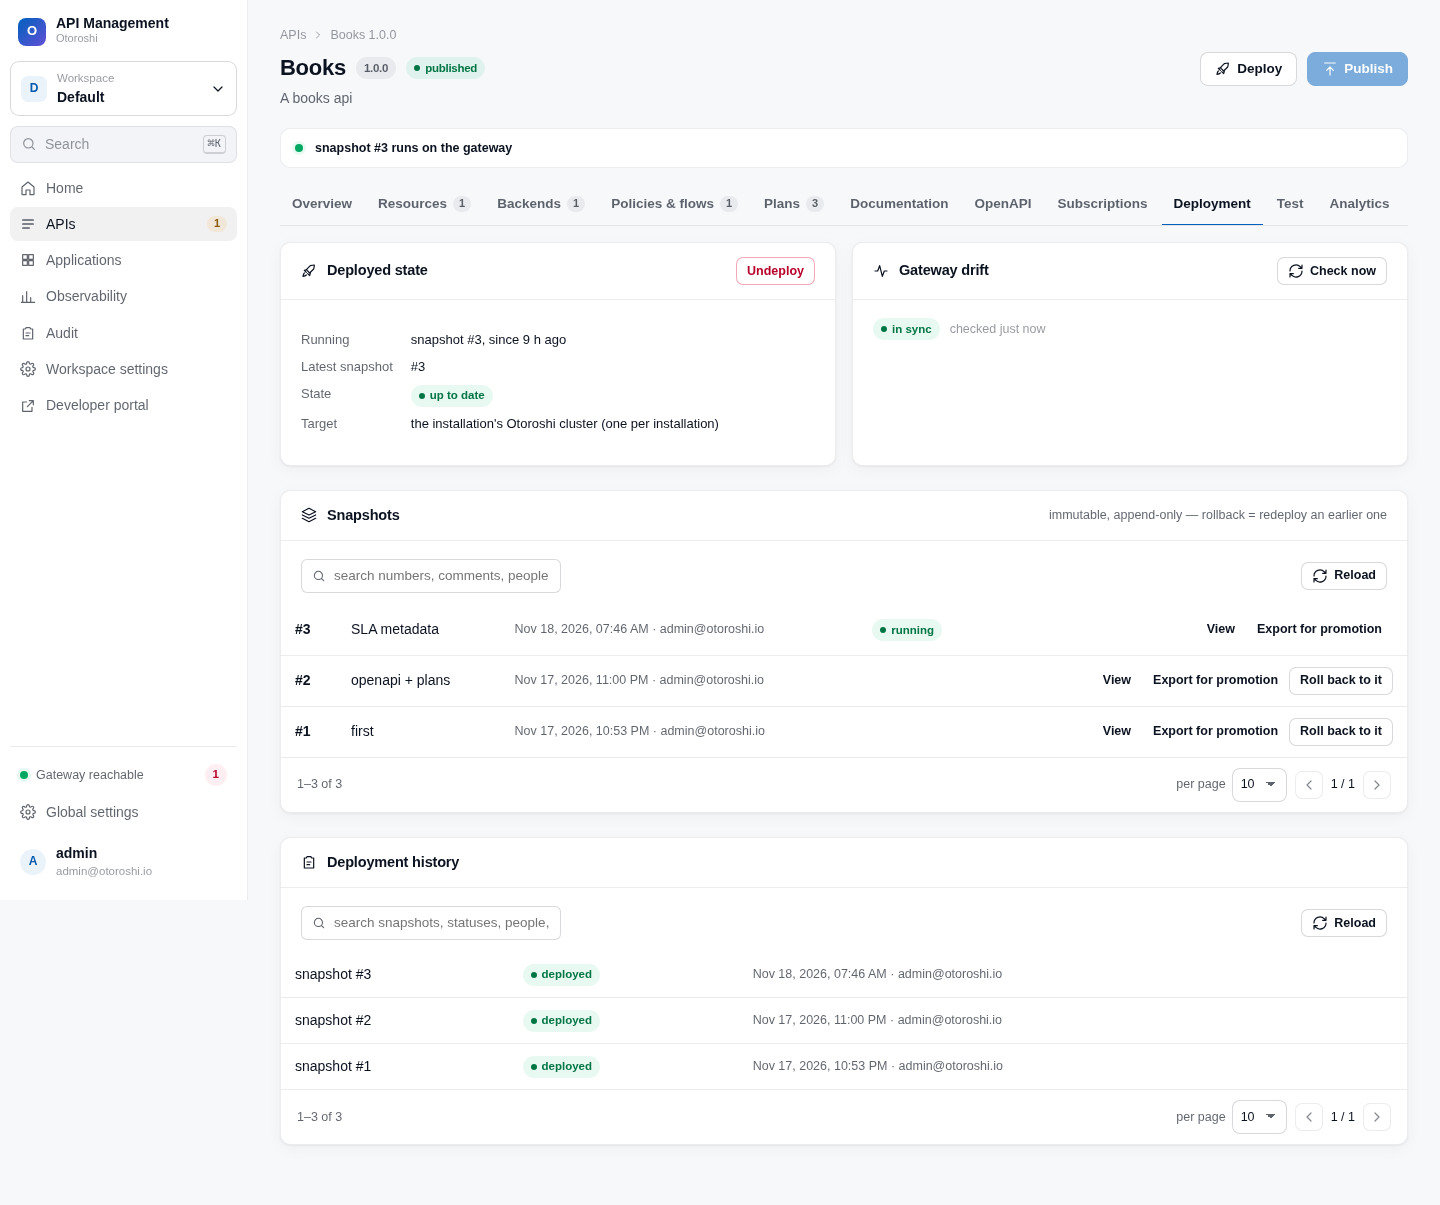 O
API Management
Otoroshi
D
Workspace
Default
Search
⌘K
Home
APIs
1
Applications
Observability
Audit
Workspace settings
Developer portal
Gateway reachable
1
Global settings
A
admin
admin@otoroshi.io
APIs
Books 1.0.0
Books
1.0.0
published
A books api
Deploy
Publish
snapshot #3 runs on the gateway
Overview
Resources 1
Backends 1
Policies & flows 1
Plans 3
Documentation
OpenAPI
Subscriptions
Deployment
Test
Analytics
Deployed state
Undeploy
Running snapshot #3, since 9 h ago
Latest snapshot #3
State up to date
Target the installation's Otoroshi cluster (one per installation)
Gateway drift
Check now
in sync checked just now
Snapshots
immutable, append-only — rollback = redeploy an earlier one
search numbers, comments, people
Reload
#3 SLA metadata Nov 18, 2026, 07:46 AM · admin@otoroshi.io running View Export for promotion
#2 openapi + plans Nov 17, 2026, 11:00 PM · admin@otoroshi.io View Export for promotion Roll back to it
#1 first Nov 17, 2026, 10:53 PM · admin@otoroshi.io View Export for promotion Roll back to it
1–3 of 3 per page 10 1 / 1
Deployment history
search snapshots, statuses, people,
Reload
snapshot #3 deployed Nov 18, 2026, 07:46 AM · admin@otoroshi.io
snapshot #2 deployed Nov 17, 2026, 11:00 PM · admin@otoroshi.io
snapshot #1 deployed Nov 17, 2026, 10:53 PM · admin@otoroshi.io
1–3 of 3 per page 10 1 / 1